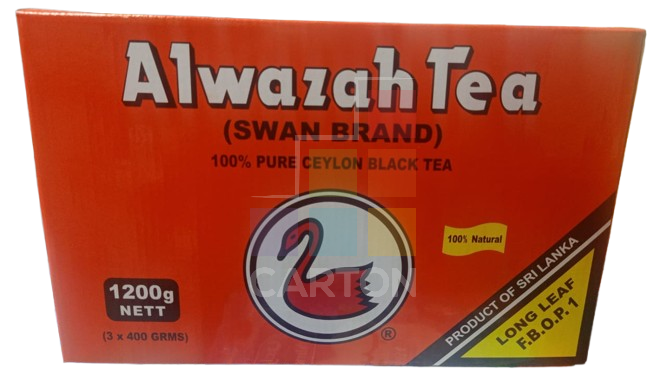 Alwazah Tea
(SWAN BRAND)
100% PURE CEYLON BLACK TEA
100% Natural
CARTON
®
1200g
NETT
(3 x 400 GRMS)
PRODUCT OF SRI LANKA
LONG LEAF
F.B.O.P.1